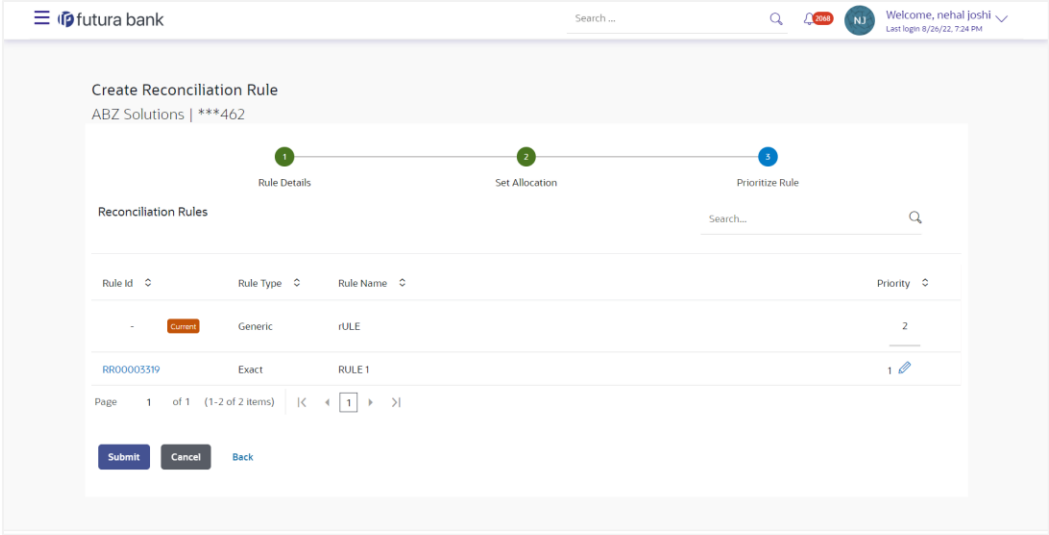 futura bank
Search ...
2060
NJ
Welcome, nehal joshi
Last login 8/26/22, 7:24 PM
Create Reconciliation Rule
ABZ Solutions | ***462
1
2
3
Rule Details
Set Allocation
Prioritize Rule
Reconciliation Rules
Search...
Rule Id Rule Type Rule Name Priority
- Current Generic rULE 2
RR00003319 Exact RULE 1 1
Page 1 of 1 (1-2 of 2 items) 1
Submit Cancel Back